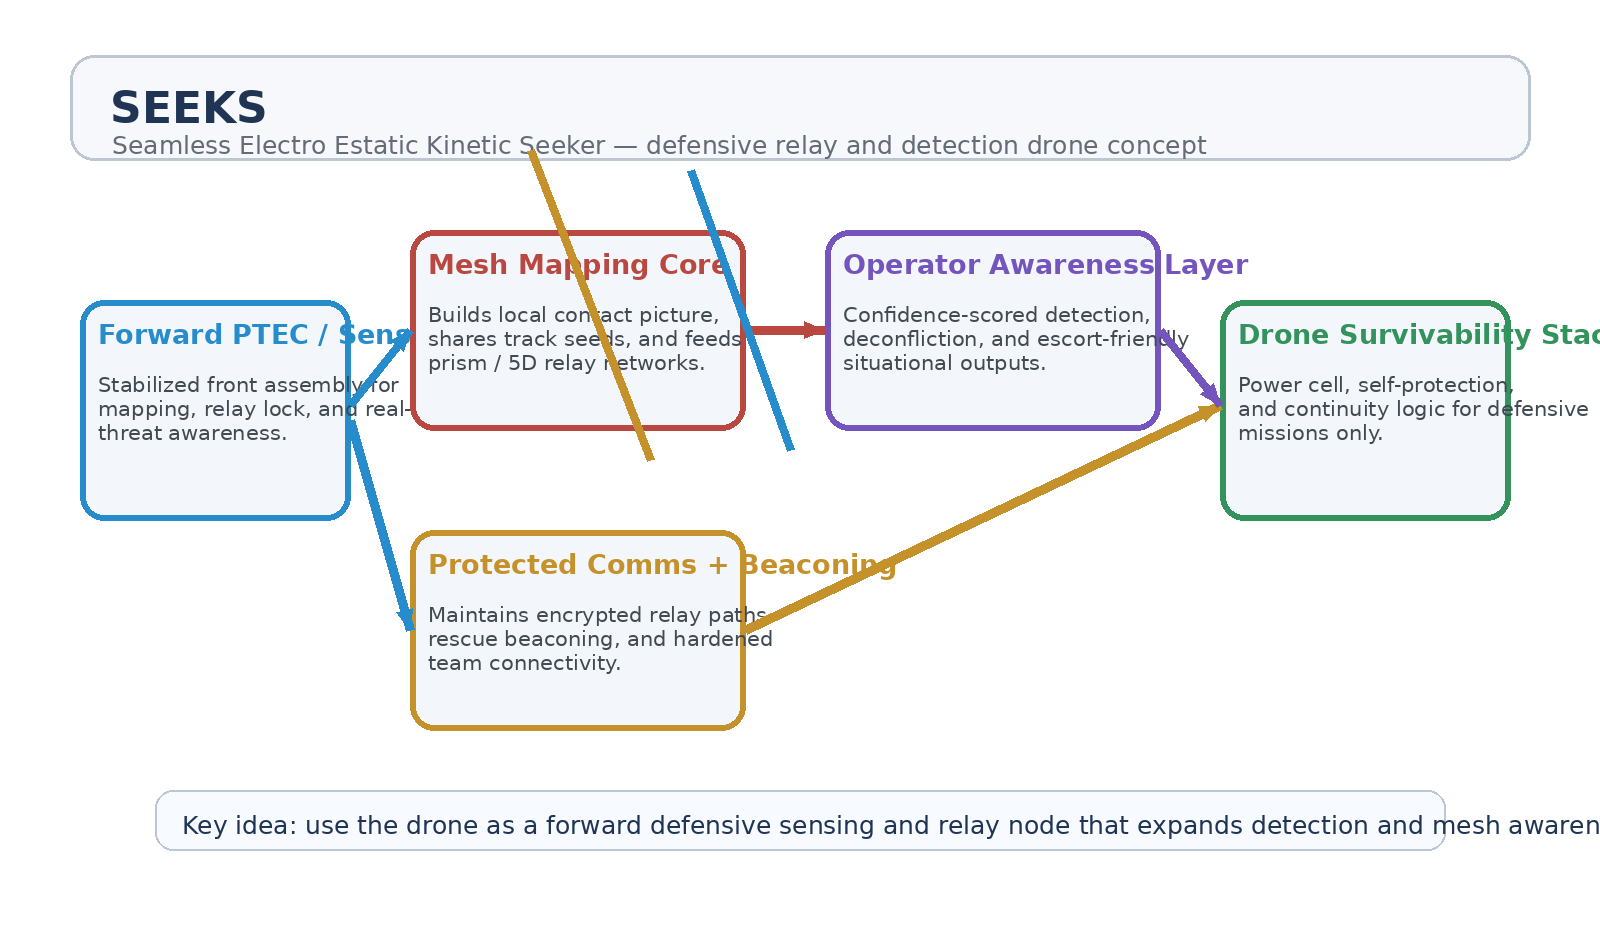 SEEKS
Seamless Electro Estatic Kinetic Seeker — defensive relay and detection drone concept
Mesh Mapping Core
Builds local contact picture,
shares track seeds, and feeds
prism / 5D relay networks.
Operator Awareness Layer
Confidence-scored detection,
deconfliction, and escort-friendly
situational outputs.
Forward PTEC / Sens
Stabilized front assembly for
mapping, relay lock, and real-
threat awareness.
Drone Survivability Stac
Power cell, self-protection,
and continuity logic for defensive
missions only.
Protected Comms + Beaconing
Maintains encrypted relay paths,
rescue beaconing, and hardened
team connectivity.
Key idea: use the drone as a forward defensive sensing and relay node that expands detection and mesh awaren